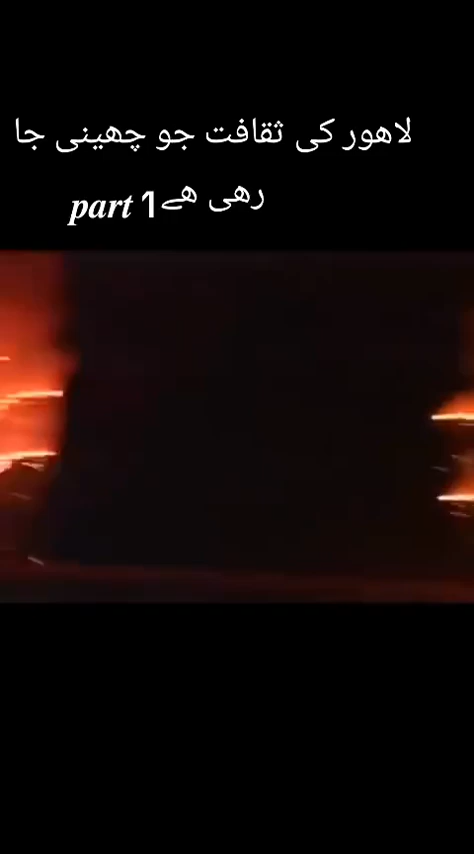 لاھور کی ثقافت جو چھینی جا
رھی ھے part 1